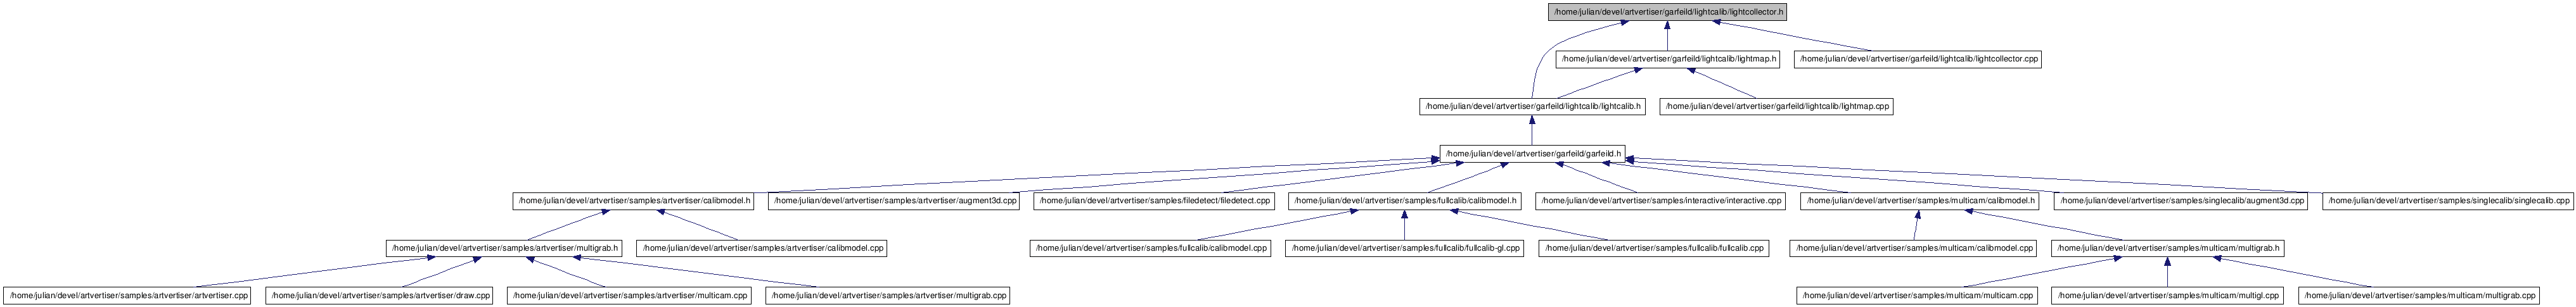 /home/julian/devel/artvertiser/garfeild/lightcalib/lightcollector.h
/home/julian/devel/artvertiser/garfeild/lightcalib/lightmap.h
/home/julian/devel/artvertiser/garfeild/lightcalib/lightcollector.cpp
/home/julian/devel/artvertiser/garfeild/lightcalib/lightcalib.h
/home/julian/devel/artvertiser/garfeild/lightcalib/lightmap.cpp
/home/julian/devel/artvertiser/garfeild/garfeild.h
/home/julian/devel/artvertiser/samples/artvertiser/calibmodel.h
/home/julian/devel/artvertiser/samples/artvertiser/augment3d.cpp
/home/julian/devel/artvertiser/samples/filedetect/filedetect.cpp
/home/julian/devel/artvertiser/samples/fullcalib/calibmodel.h
/home/julian/devel/artvertiser/samples/interactive/interactive.cpp
/home/julian/devel/artvertiser/samples/multicam/calibmodel.h
/home/julian/devel/artvertiser/samples/singlecalib/augment3d.cpp
/home/julian/devel/artvertiser/samples/singlecalib/singlecalib.cpp
/home/julian/devel/artvertiser/samples/artvertiser/multigrab.h
/home/julian/devel/artvertiser/samples/artvertiser/calibmodel.cpp
/home/julian/devel/artvertiser/samples/fullcalib/calibmodel.cpp
/home/julian/devel/artvertiser/samples/fullcalib/fullcalib-gl.cpp
/home/julian/devel/artvertiser/samples/fullcalib/fullcalib.cpp
/home/julian/devel/artvertiser/samples/multicam/calibmodel.cpp
/home/julian/devel/artvertiser/samples/multicam/multigrab.h
/home/julian/devel/artvertiser/samples/artvertiser/artvertiser.cpp
/home/julian/devel/artvertiser/samples/artvertiser/draw.cpp
/home/julian/devel/artvertiser/samples/artvertiser/multicam.cpp
/home/julian/devel/artvertiser/samples/artvertiser/multigrab.cpp
/home/julian/devel/artvertiser/samples/multicam/multicam.cpp
/home/julian/devel/artvertiser/samples/multicam/multigl.cpp
/home/julian/devel/artvertiser/samples/multicam/multigrab.cpp